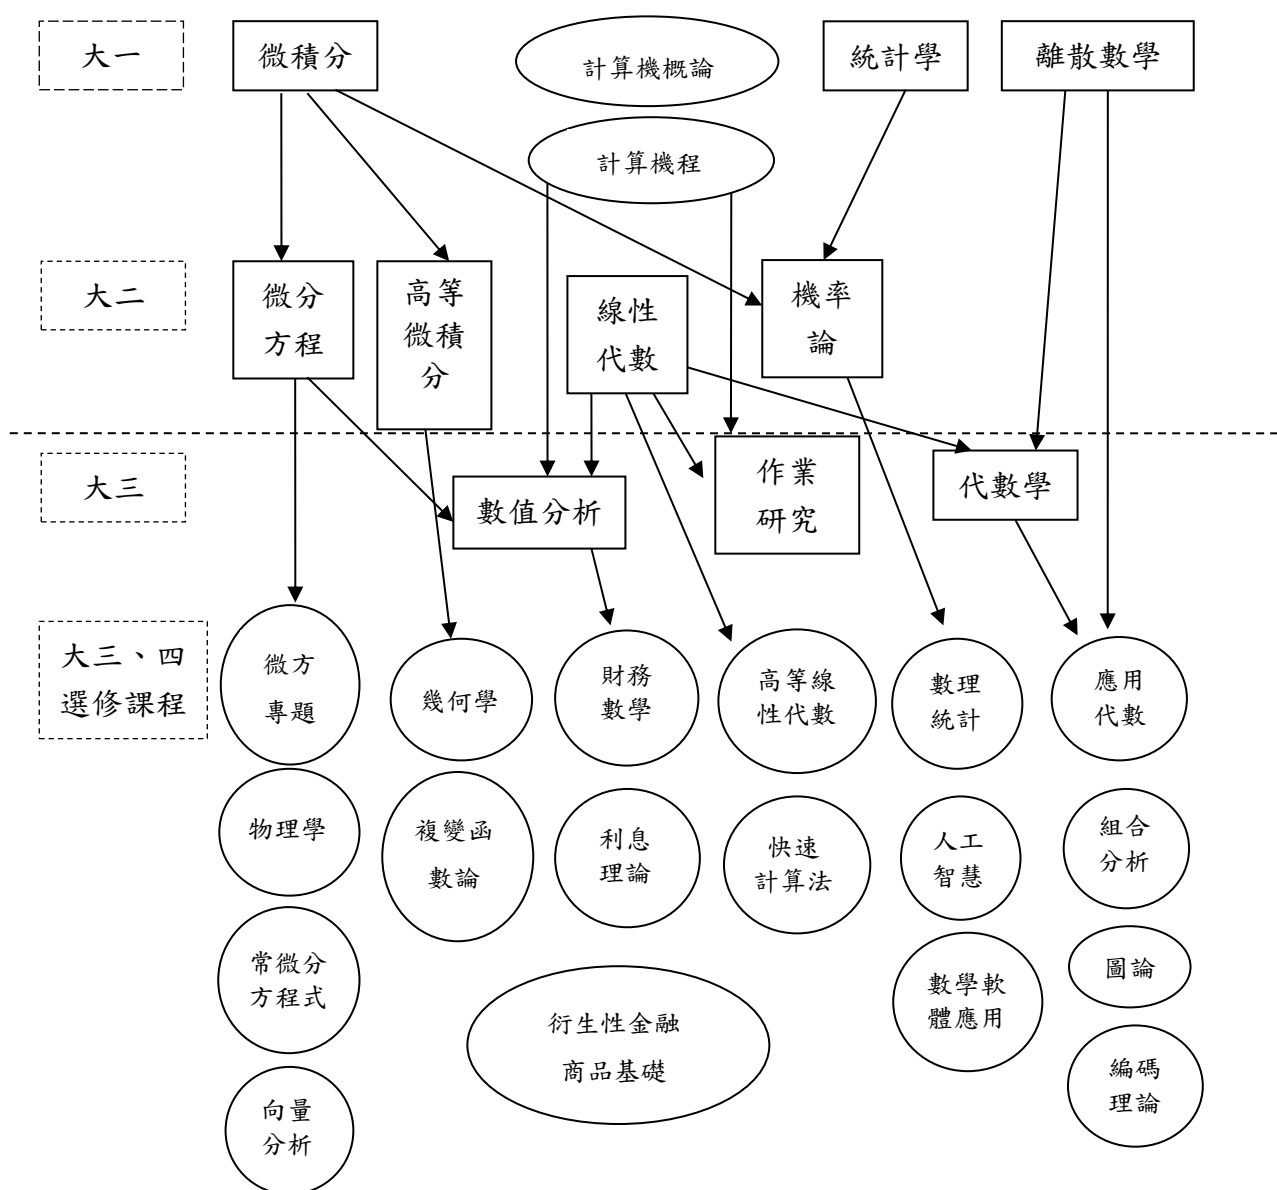 大一
微積分
計算機概論
統計學
離散數學
計算機程
大二
微分
方程
高等
微積
分
線性
代數
機率
論
大三
數值分析
作業
研究
代數學
大三、四
選修課程
微方
專題
幾何學
財務
數學
高等線
性代數
數理
統計
應用
代數
物理學
複變函
數論
利息
理論
快速
計算法
人工
智慧
組合
分析
常微分
方程式
衍生性金融
商品基礎
數學軟
體應用
圖論
編碼
理論
向量
分析